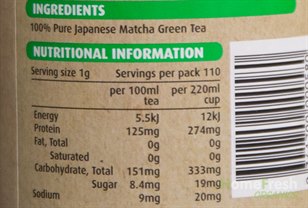 INGREDIENTS
100% Pure Japanese Matcha Green Tea
NUTRITIONAL INFORMATION
Serving size 1g Servings per pack 110
per 100ml per 220ml
tea cup
Energy 5.5kj 12kj
Protein 125mg 274mg
Fat, Total 0g 0g
Saturated 0g 0g
Carbohydrate, Total 151mg 333mg
Sugar 8.4mg 19mg
Sodium 9mg 20mg